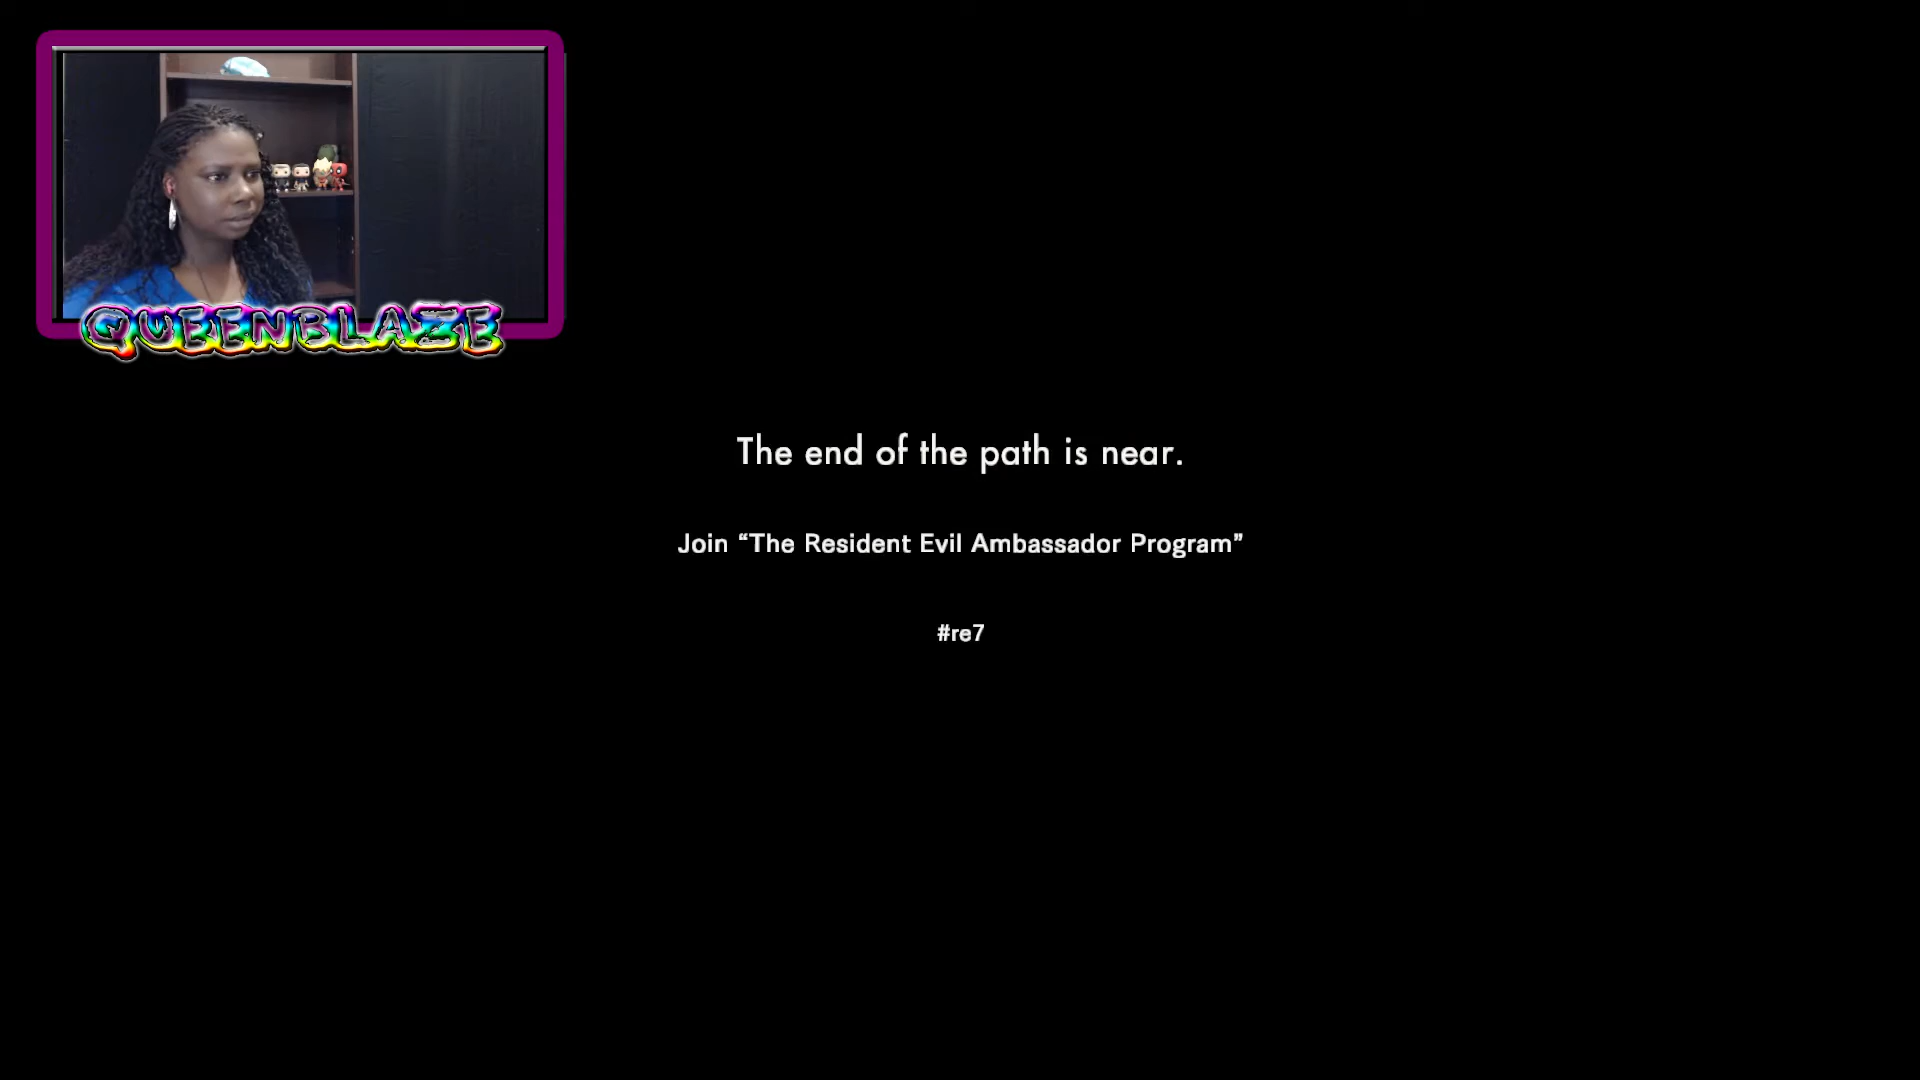 QUEENBLAZE
The end of the path is near.
Join “The Resident Evil Ambassador Program”
#re7